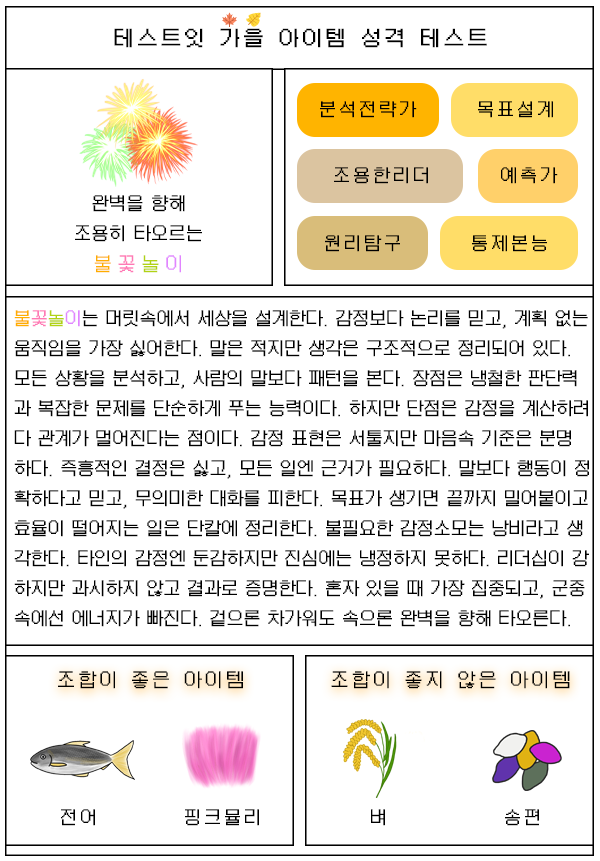 테스트잇 가을 아이템 성격 테스트
완벽을 향해
조용히 타오르는
불꽃놀이
분석전략가
목표설계
조용한리더
예측가
원리탐구
통제본능
불꽃놀이는 머릿속에서 세상을 설계한다. 감정보다 논리를 믿고, 계획 없는
움직임을 가장 싫어한다. 말은 적지만 생각은 구조적으로 정리되어 있다.
모든 상황을 분석하고, 사람의 말보다 패턴을 본다. 장점은 냉철한 판단력
과 복잡한 문제를 단순하게 푸는 능력이다. 하지만 단점은 감정을 계산하려
다 관계가 멀어진다는 점이다. 감정 표현은 서툴지만 마음속 기준은 분명
하다. 즉흥적인 결정은 싫고, 모든 일엔 근거가 필요하다. 말보다 행동이 정
확하다고 믿고, 무의미한 대화를 피한다. 목표가 생기면 끝까지 밀어붙이고
효율이 떨어지는 일은 단칼에 정리한다. 불필요한 감정소모는 낭비라고 생
각한다. 타인의 감정엔 둔감하지만 진심에는 냉정하지 못하다. 리더십이 강
하지만 과시하지 않고 결과로 증명한다. 혼자 있을 때 가장 집중되고, 군중
속에선 에너지가 빠진다. 겉으론 차가워도 속으론 완벽을 향해 타오른다.
조합이 좋은 아이템
전어
핑크뮬리
조합이 좋지 않은 아이템
벼
송편